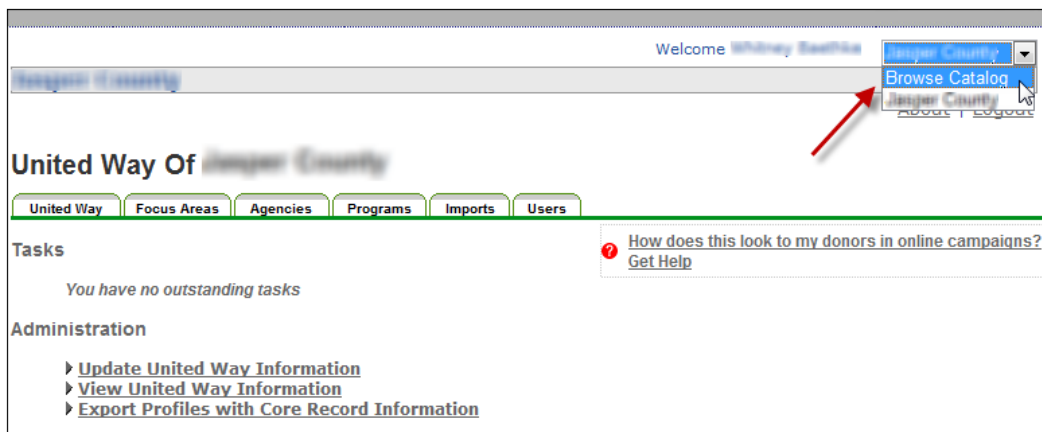 Welcome
Browse Catalog
About | Logout
United Way Of
United Way Focus Areas Agencies Programs Imports Users
Tasks
How does this look to my donors in online campaigns?
Get Help
You have no outstanding tasks
Administration
Update United Way Information
View United Way Information
Export Profiles with Core Record Information